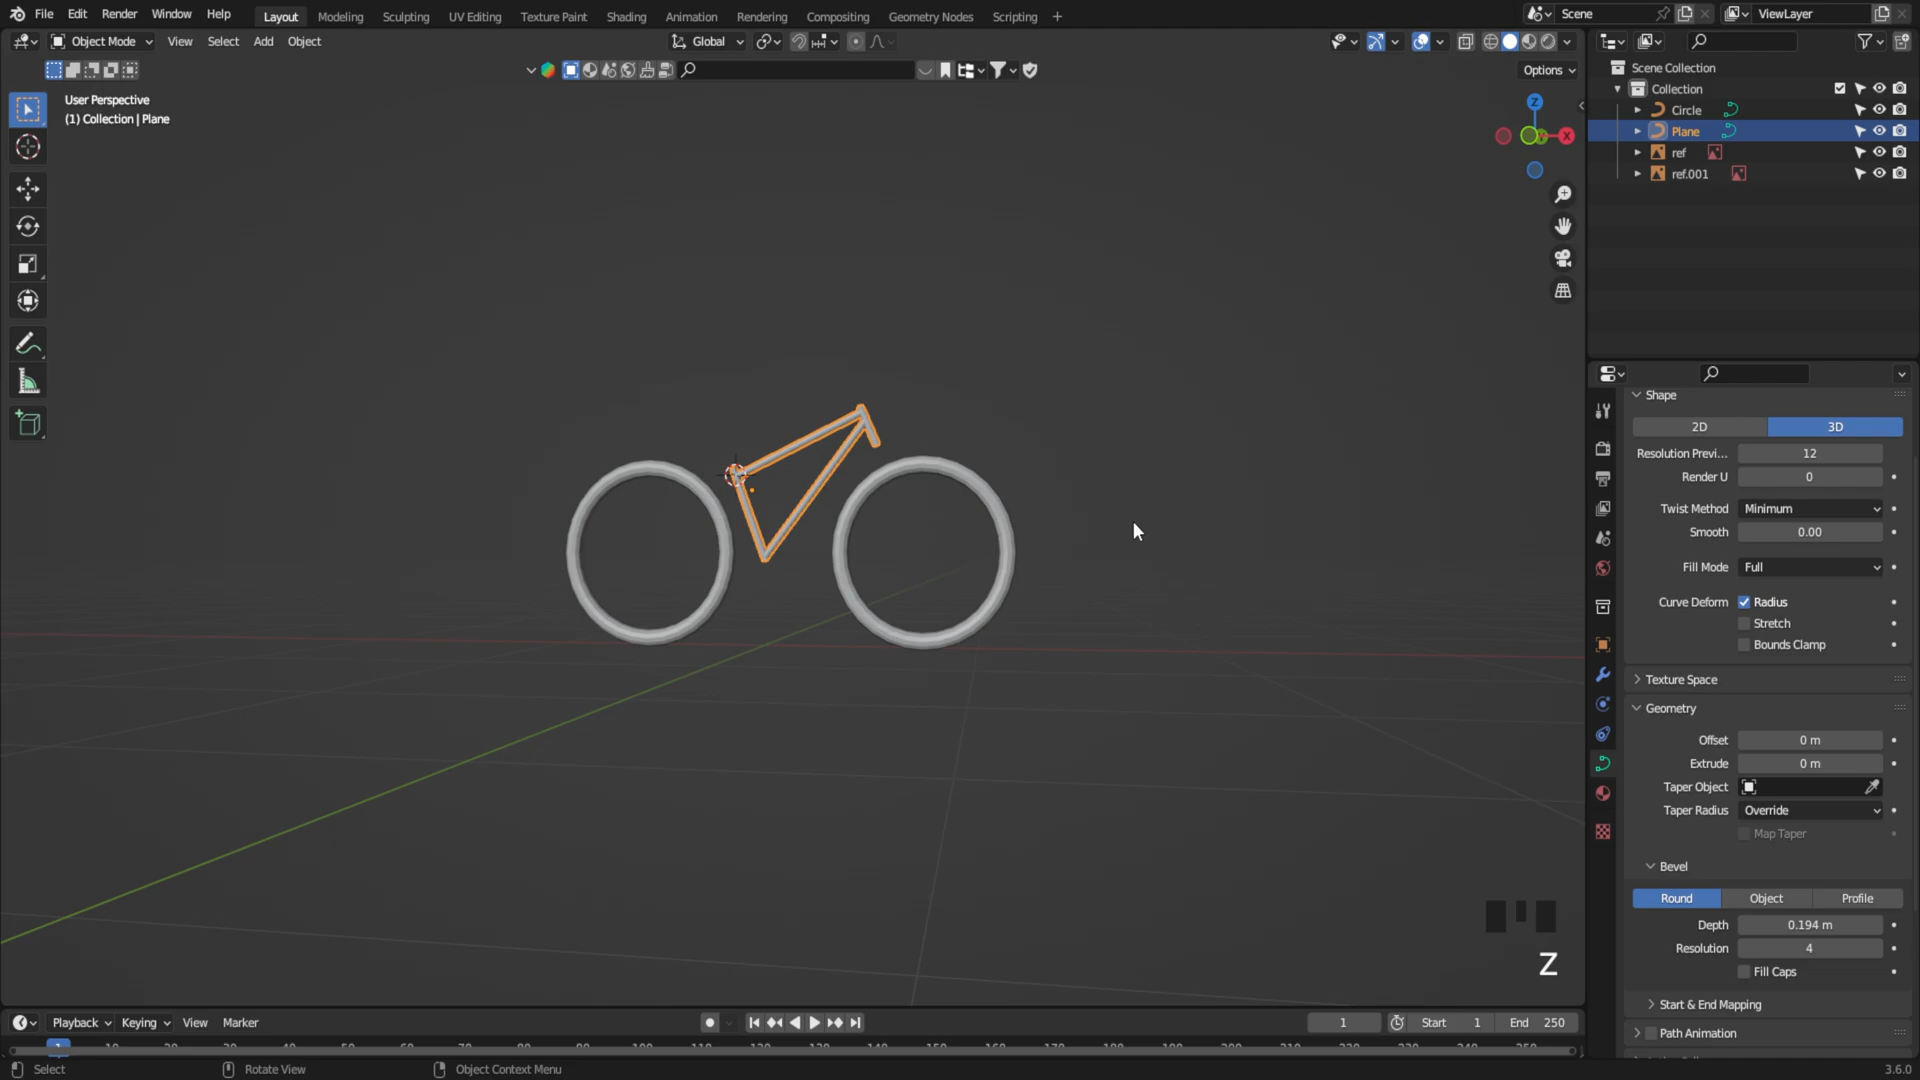 File Edit Render Window Help
Layout Modeling Sculpting UV Editing Texture Paint Shading Animation Rendering Compositing Geometry Nodes Scripting +
Scene
ViewLayer
Object Mode View Select Add Object
Global
Options
User Perspective
(1) Collection | Plane
Z
X
Scene Collection
Collection
Circle
Plane
ref
ref.001
Shape
2D 3D
Resolution Previ... 12
Render U 0
Twist Method Minimum
Smooth 0.00
Fill Mode Full
Curve Deform Radius
Stretch
Bounds Clamp
Texture Space
Geometry
Offset 0 m
Extrude 0 m
Taper Object
Taper Radius Override
Map Taper
Bevel
Round Object Profile
Depth 0.194 m
Resolution 4
Fill Caps
Start & End Mapping
Path Animation
Z
Playback Keying View Marker
1 Start 1 End 250
Select Rotate View Object Context Menu
3.6.0